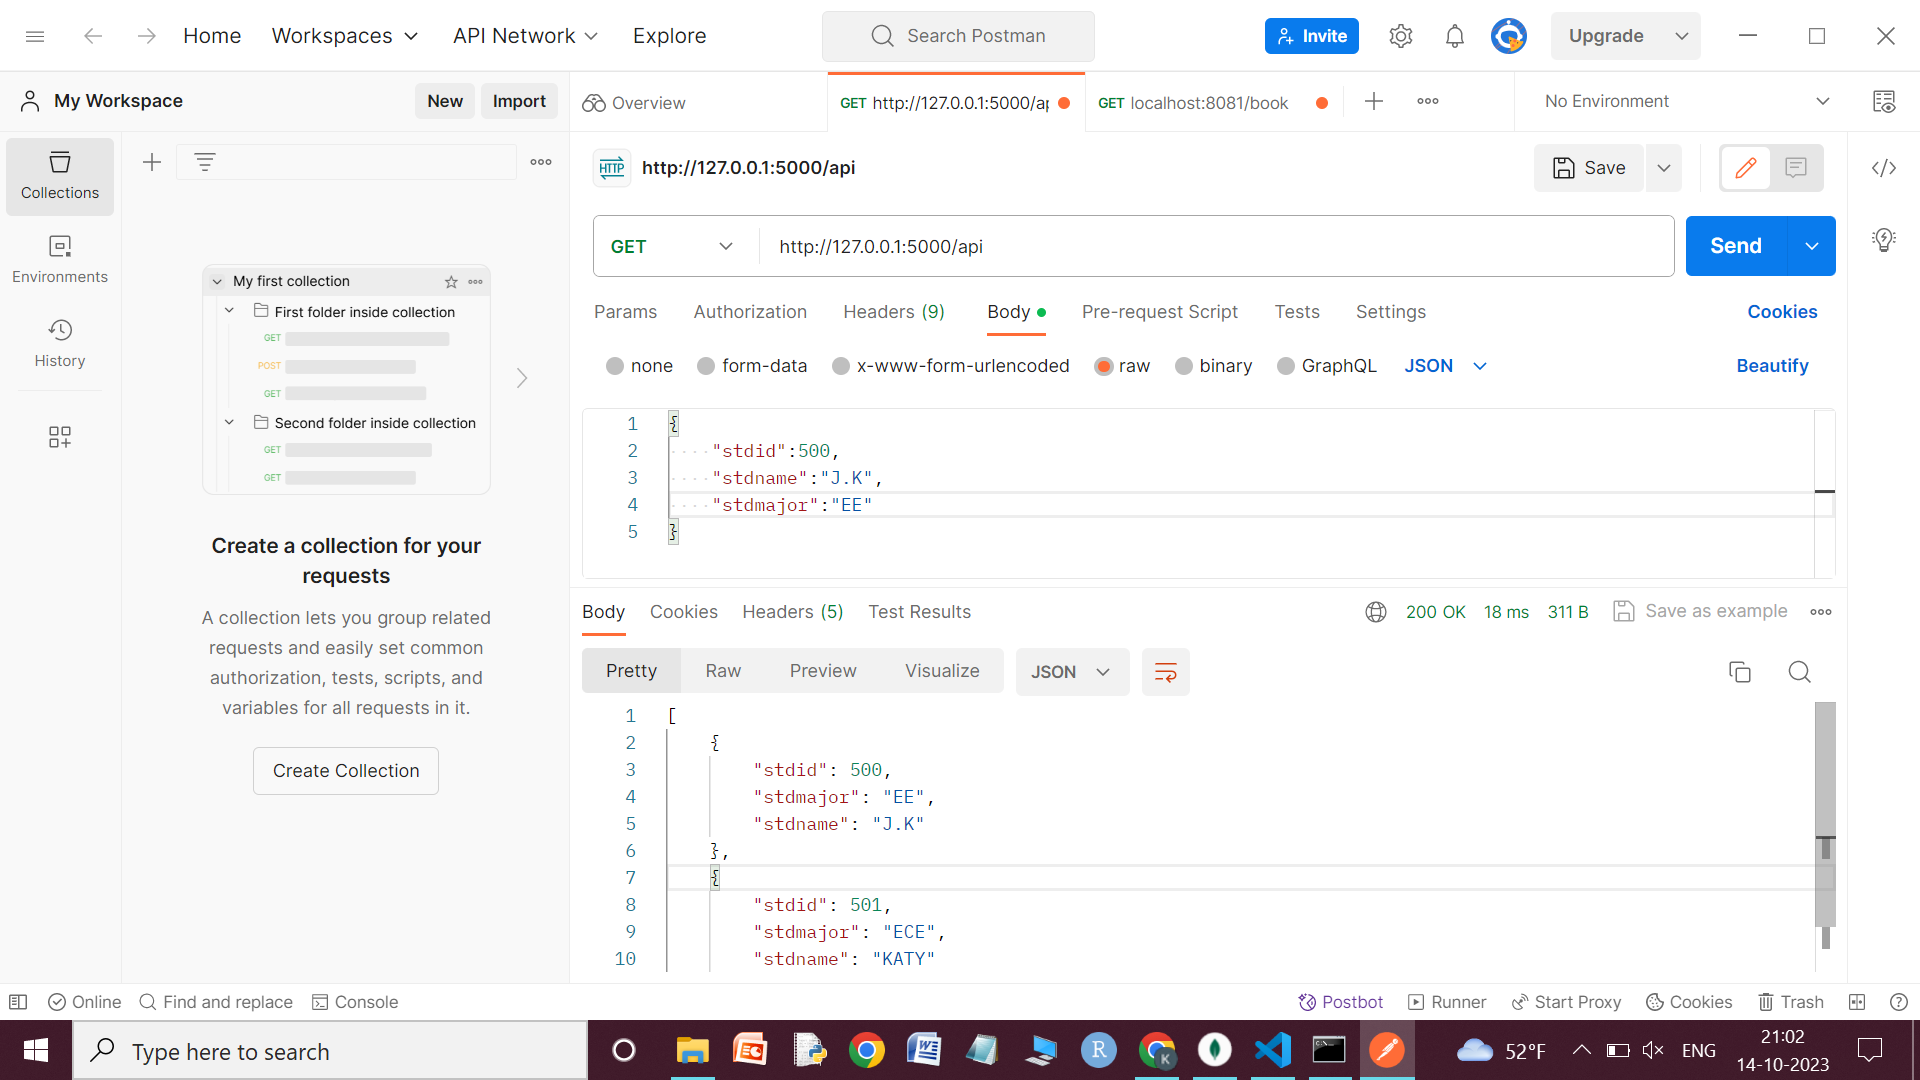 Home
Workspaces
API Network
Explore
Search Postman
Invite
Upgrade
My Workspace
New
Import
Overview
GET http://127.0.0.1:5000/ap
GET localhost:8081/book
No Environment
Collections
Environments
History
My first collection
First folder inside collection
GET
POST
GET
Second folder inside collection
GET
GET
Create a collection for your
requests
A collection lets you group related
requests and easily set common
authorization, tests, scripts, and
variables for all requests in it.
Create Collection
HTTP http://127.0.0.1:5000/api
Save
GET http://127.0.0.1:5000/api
Send
Params Authorization Headers (9) Body Pre-request Script Tests Settings Cookies
none form-data x-www-form-urlencoded raw binary GraphQL JSON Beautify
1 {
2 "stdid":500,
3 "stdname":"J.K",
4 "stdmajor":"EE"
5 }
Body Cookies Headers (5) Test Results 200 OK 18 ms 311 B Save as example
Pretty Raw Preview Visualize JSON
1 [
2 {
3 "stdid": 500,
4 "stdmajor": "EE",
5 "stdname": "J.K"
6 },
7 {
8 "stdid": 501,
9 "stdmajor": "ECE",
10 "stdname": "KATY"
Online Find and replace Console Postbot Runner Start Proxy Cookies Trash
Type here to search
52°F
ENG
21:02
14-10-2023